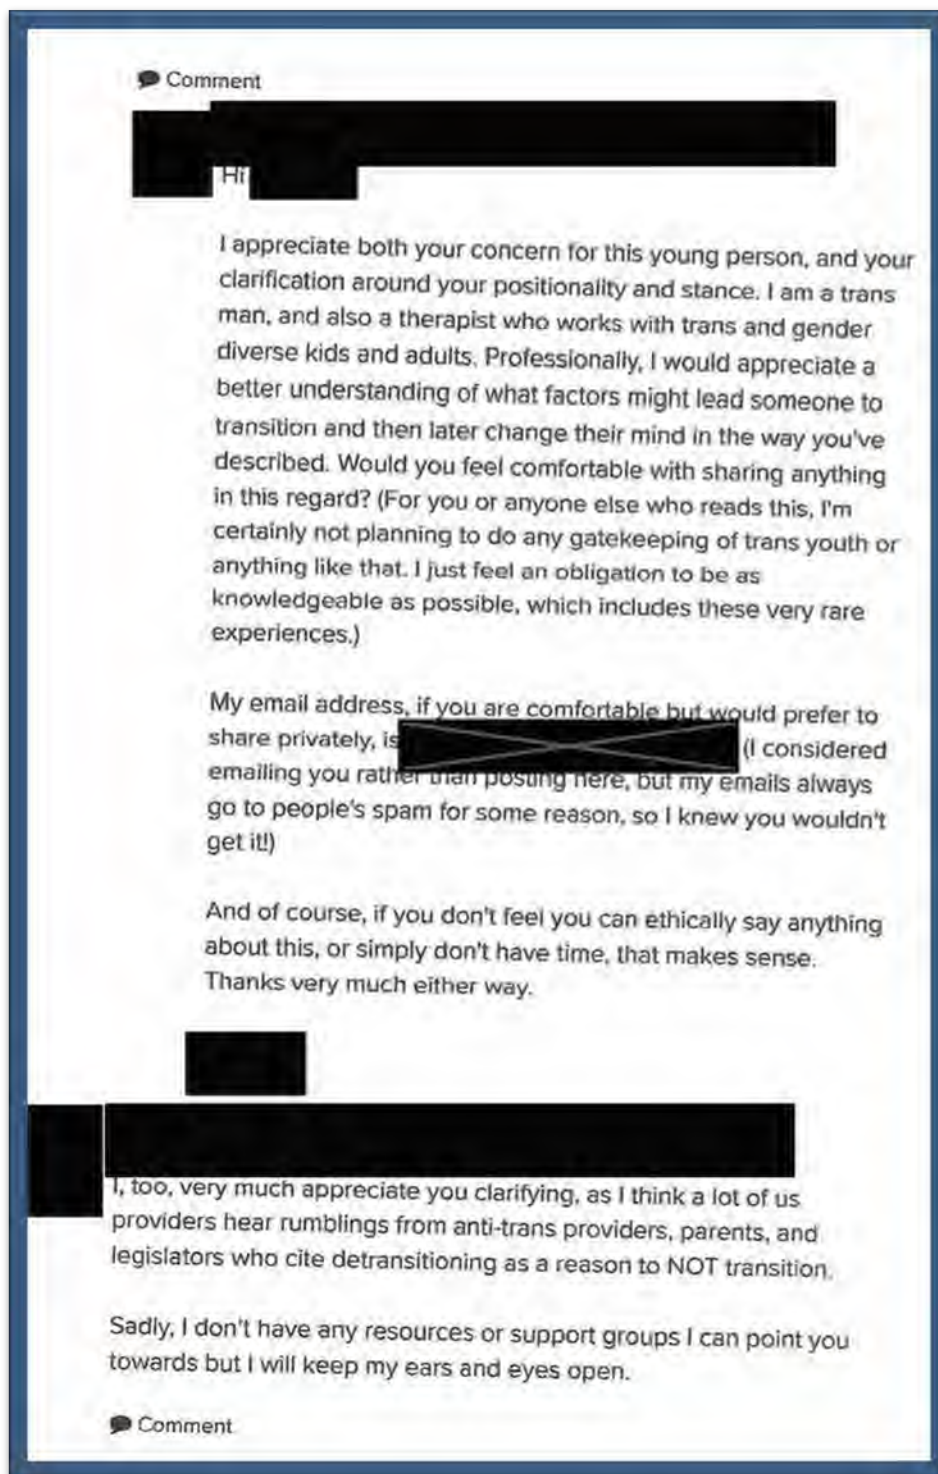 Comment
Hi
I appreciate both your concern for this young person, and your
clarification around your positionality and stance. I am a trans
man, and also a therapist who works with trans and gender
diverse kids and adults. Professionally, I would appreciate a
better understanding of what factors might lead someone to
transition and then later change their mind in the way you've
described. Would you feel comfortable with sharing anything
in this regard? (For you or anyone else who reads this, I'm
certainly not planning to do any gatekeeping of trans youth or
anything like that. I just feel an obligation to be as
knowledgeable as possible, which includes these very rare
experiences.)
My email address, if you are comfortable but would prefer to
share privately, is (I considered
emailing you rather than posting here, but my emails always
go to people's spam for some reason, so I knew you wouldn't
get it!)
And of course, if you don't feel you can ethically say anything
about this, or simply don't have time, that makes sense.
Thanks very much either way.
I, too, very much appreciate you clarifying, as I think a lot of us
providers hear rumblings from anti-trans providers, parents, and
legislators who cite detransitioning as a reason to NOT transition.
Sadly, I don't have any resources or support groups I can point you
towards but I will keep my ears and eyes open.
Comment